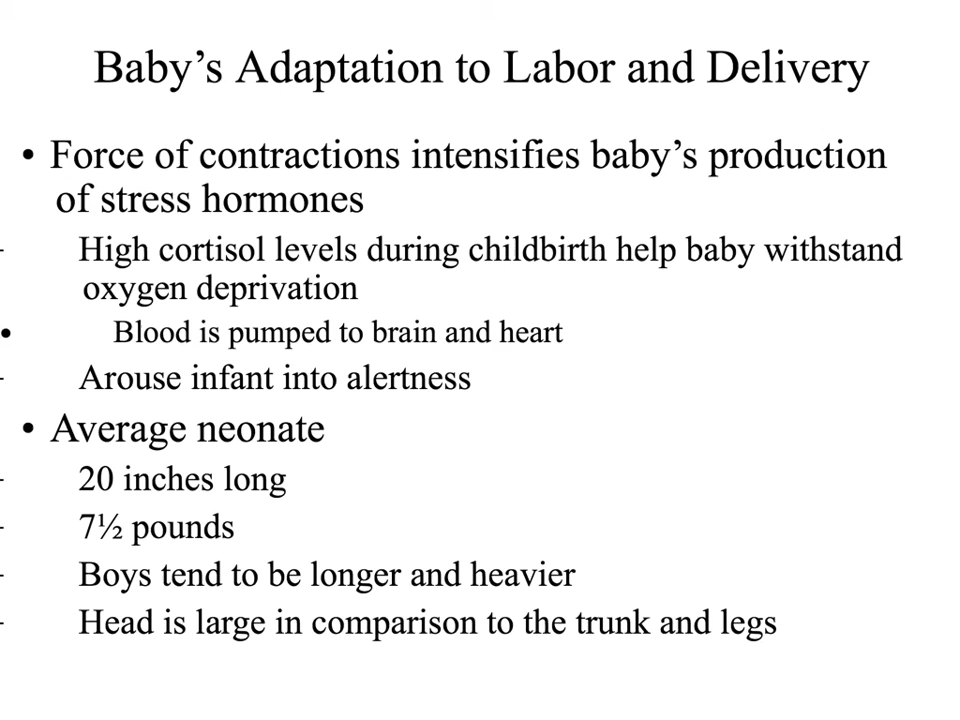 Baby’s Adaptation to Labor and Delivery
• Force of contractions intensifies baby’s production
of stress hormones
- High cortisol levels during childbirth help baby withstand
oxygen deprivation
• Blood is pumped to brain and heart
- Arouse infant into alertness
• Average neonate
- 20 inches long
- 7½ pounds
- Boys tend to be longer and heavier
- Head is large in comparison to the trunk and legs